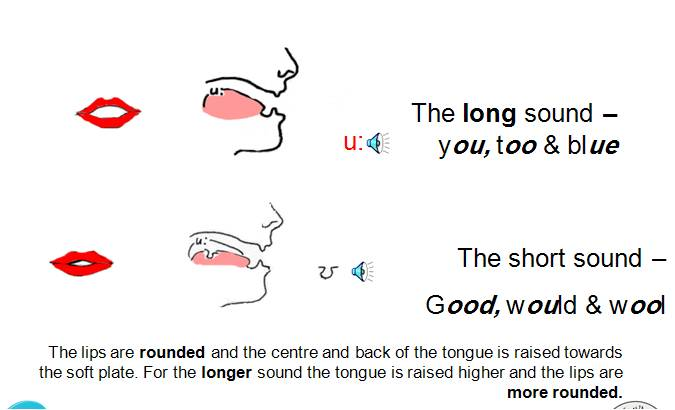 u:
The long sound –
u: you, too & blue
u:
ʊ
The short sound –
ʊ Good, would & wool
The lips are rounded and the centre and back of the tongue is raised towards
the soft plate. For the longer sound the tongue is raised higher and the lips are
more rounded.